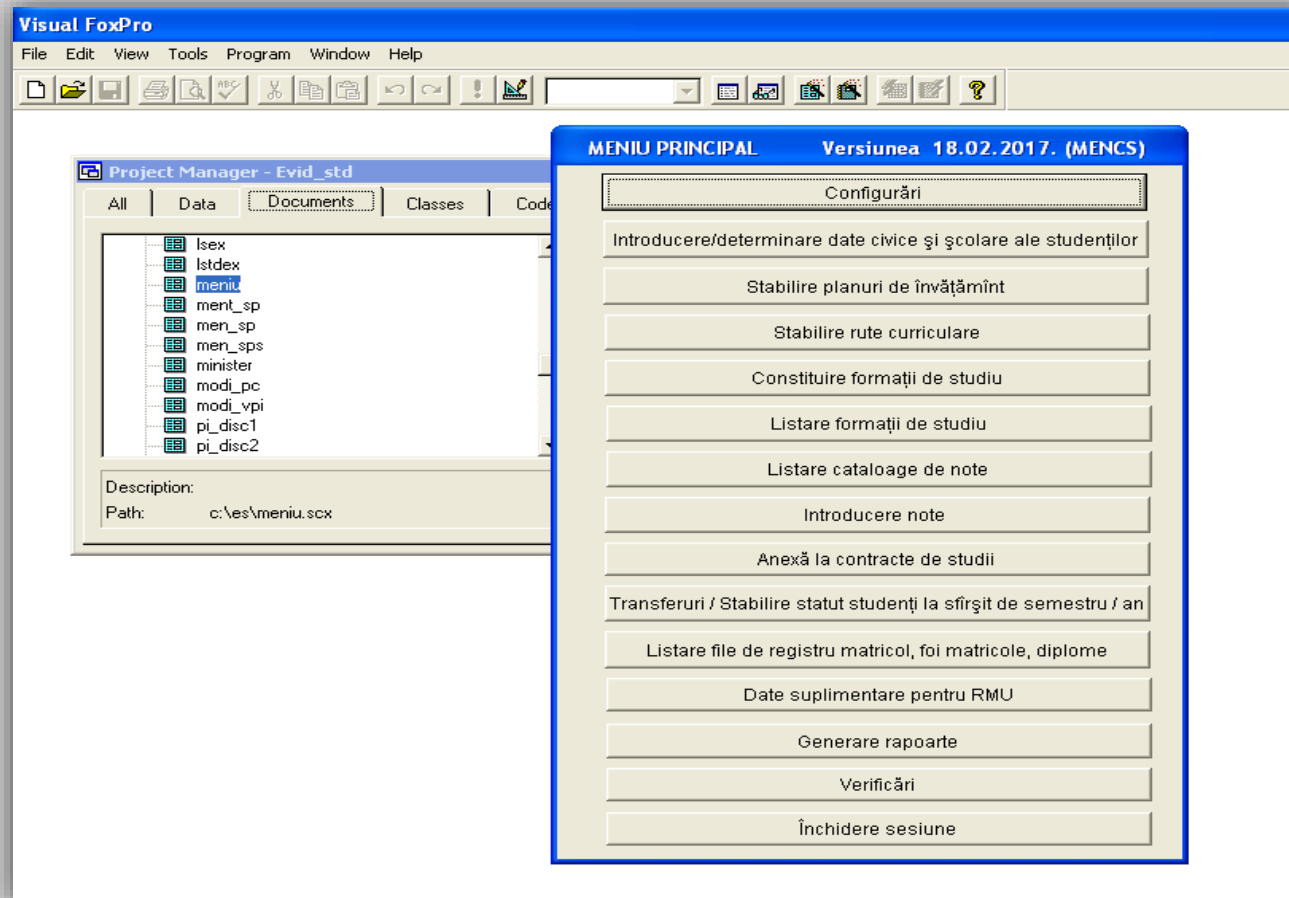 Visual FoxPro
File Edit View Tools Program Window Help
Project Manager - Evid_std
All Data Documents Classes Code
lsex
lstdex
meniu
ment_sp
men_sp
men_sps
minister
modi_pc
modi_vpi
pi_disc1
pi_disc2
Description:
Path: c:\es\meniu.scx
MENIU PRINCIPAL Versiunea 18.02.2017. (MENCS)
Configurări
Introducere/determinare date civice şi şcolare ale studenţilor
Stabilire planuri de învăţămînt
Stabilire rute curriculare
Constituire formaţii de studiu
Listare formaţii de studiu
Listare cataloage de note
Introducere note
Anexă la contracte de studii
Transferuri / Stabilire statut studenţi la sfîrşit de semestru / an
Listare file de registru matricol, foi matricole, diplome
Date suplimentare pentru RMU
Generare rapoarte
Verificări
Închidere sesiune